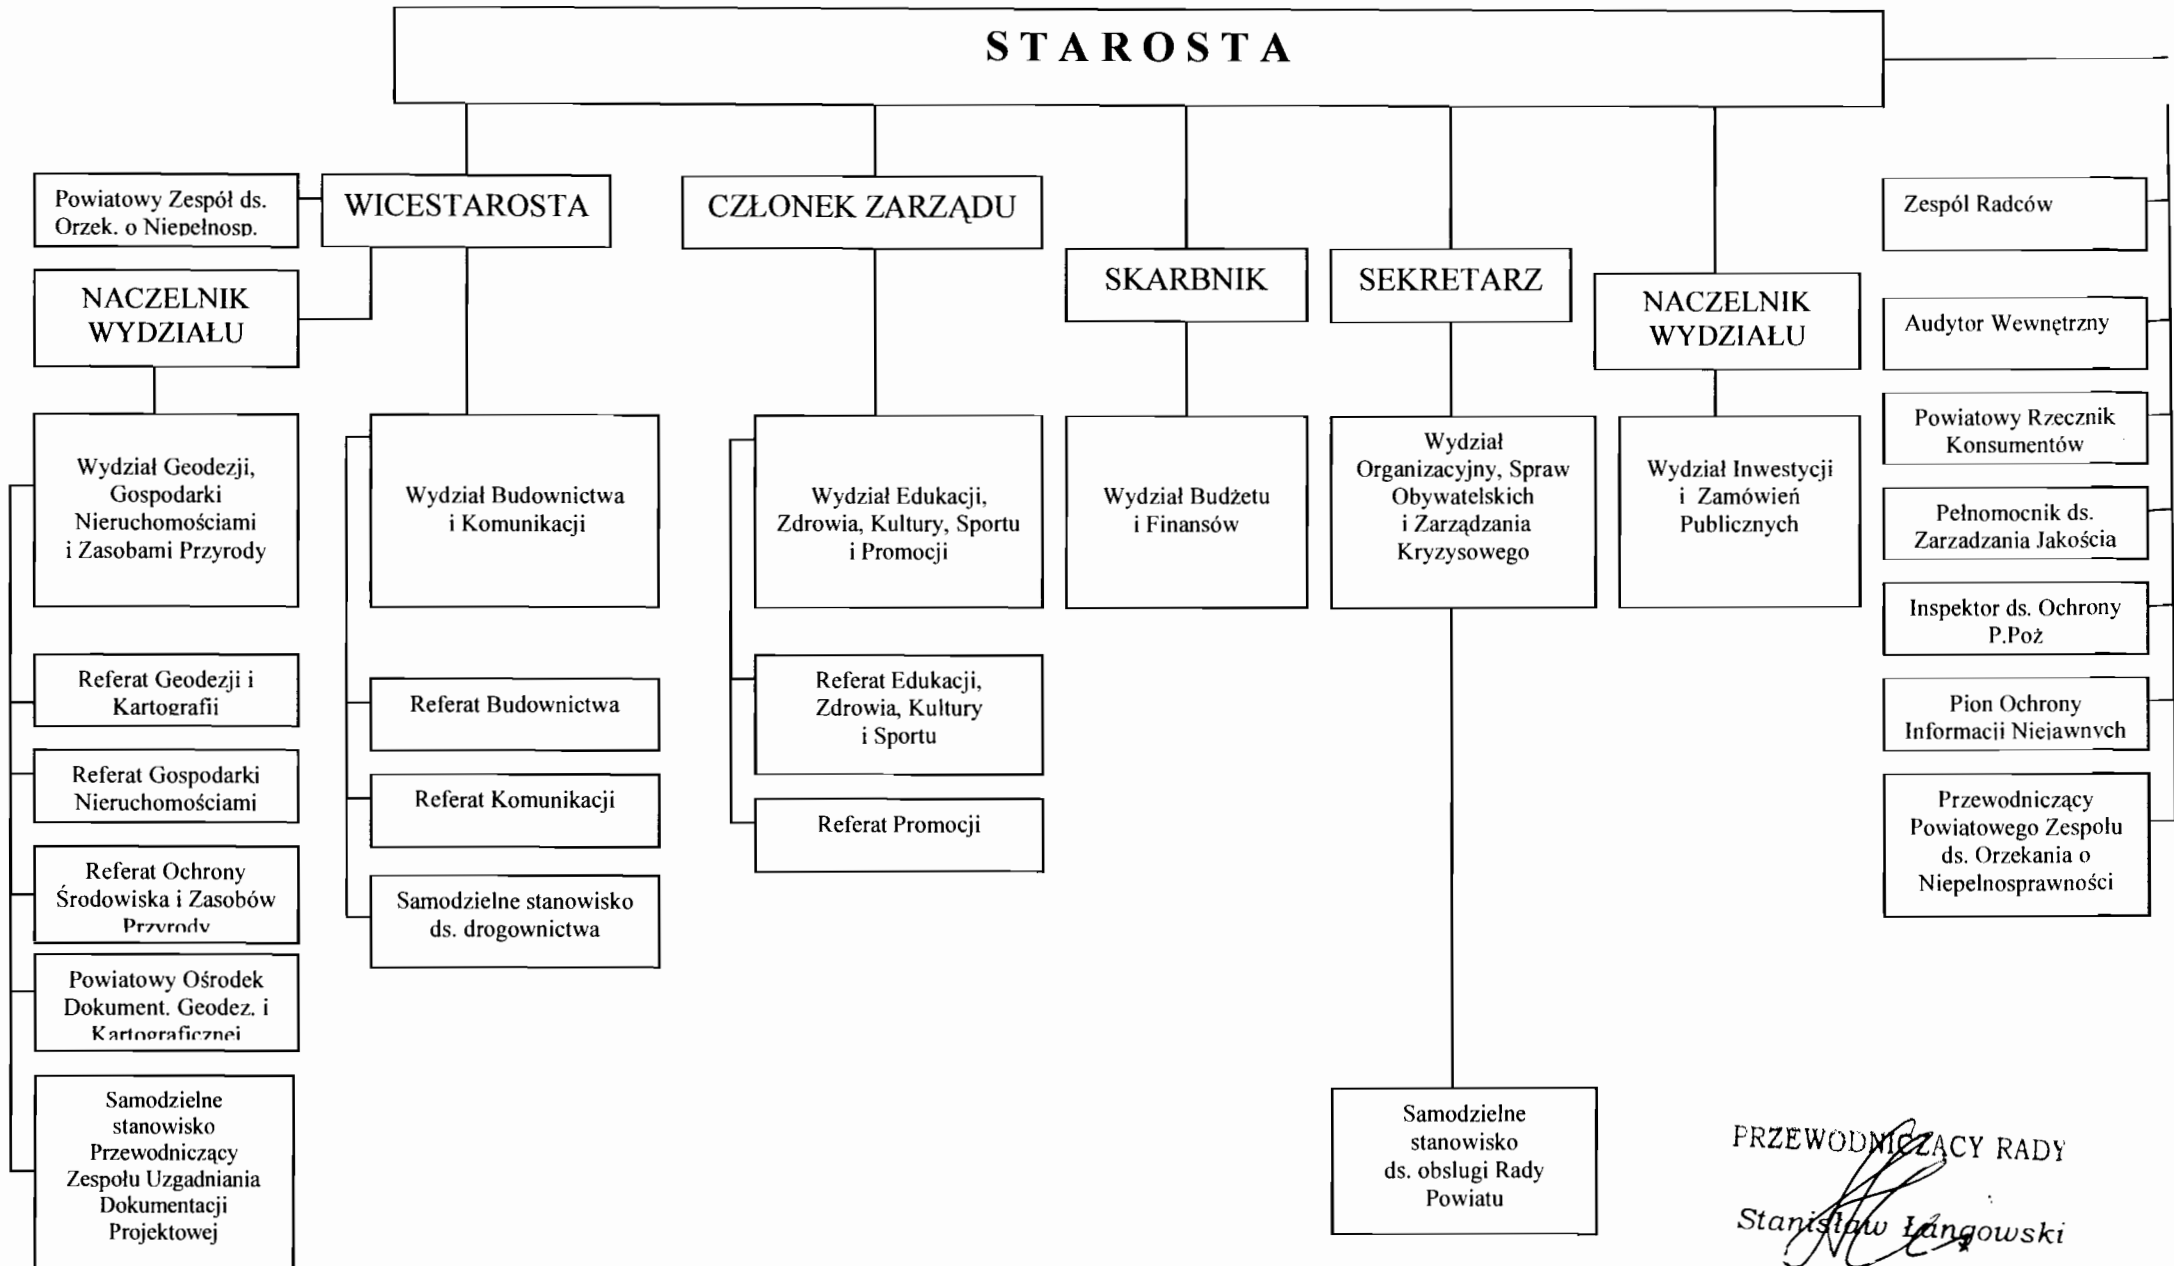 STAROSTA
Powiatowy Zespół ds.
Orzek. o Niepełnosp.
WICESTAROSTA
CZŁONEK ZARZĄDU
SKARBNIK
SEKRETARZ
NACZELNIK
WYDZIAŁU
NACZELNIK
WYDZIAŁU
Zespól Radców
Audytor Wewnętrzny
Powiatowy Rzecznik
Konsumentów
Pełnomocnik ds.
Zarzadzania Jakościa
Inspektor ds. Ochrony
P.Poż
Pion Ochrony
Informacji Niejawnych
Przewodniczący
Powiatowego Zespołu
ds. Orzekania o
Niepelnosprawności
Wydział Geodezji,
Gospodarki
Nieruchomościami
i Zasobami Przyrody
Wydział Budownictwa
i Komunikacji
Wydział Edukacji,
Zdrowia, Kultury, Sportu
i Promocji
Wydział Budżetu
i Finansów
Wydział
Organizacyjny, Spraw
Obywatelskich
i Zarządzania
Kryzysowego
Wydział Inwestycji
i Zamówień
Publicznych
Referat Geodezji i
Kartografii
Referat Gospodarki
Nieruchomościami
Referat Ochrony
Środowiska i Zasobów
Przyrody
Powiatowy Ośrodek
Dokument. Geodez. i
Kartograficznej
Samodzielne
stanowisko
Przewodniczący
Zespołu Uzgadniania
Dokumentacji
Projektowej
Referat Budownictwa
Referat Komunikacji
Samodzielne stanowisko
ds. drogownictwa
Referat Edukacji,
Zdrowia, Kultury
i Sportu
Referat Promocji
Samodzielne
stanowisko
ds. obslugi Rady
Powiatu
PRZEWODNICZĄCY RADY
Stanisław Łangowski